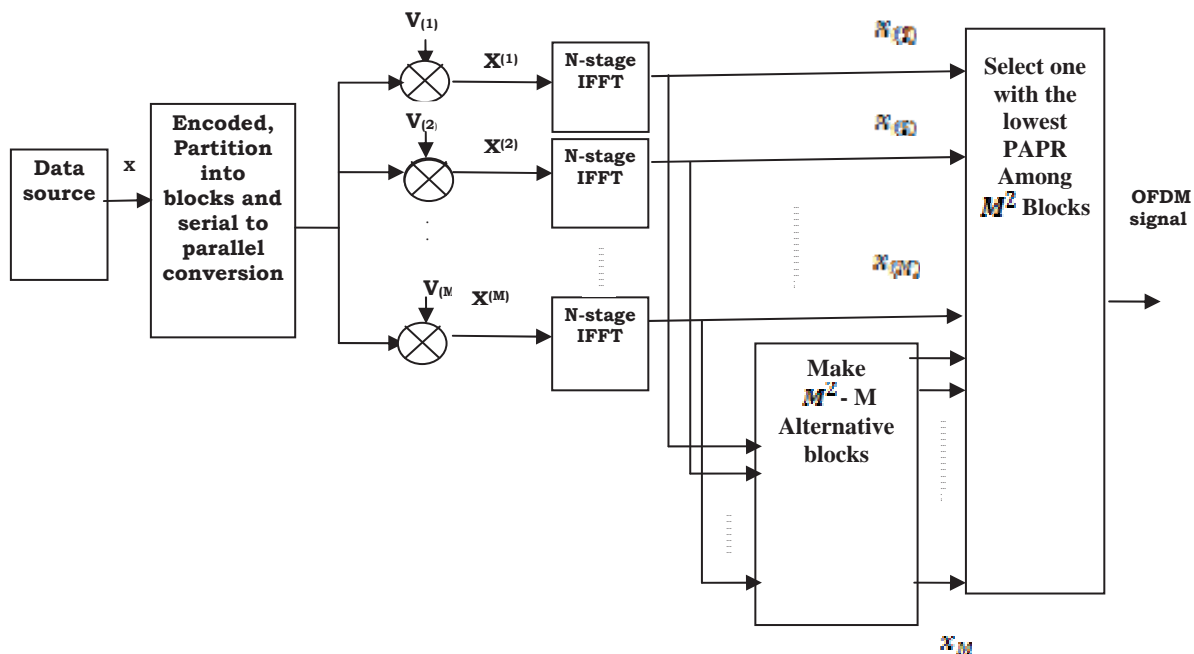 Data
source
x
Encoded,
Partition
into
blocks and
serial to
parallel
conversion
V(1)
X(1)
N-stage
IFFT
x(1)
V(2)
X(2)
N-stage
IFFT
V(M
X(M)
N-stage
IFFT
x(M)
Make
M2 - M
Alternative
blocks
xM
Select one
with the
lowest
PAPR
Among
M2 Blocks
OFDM
signal